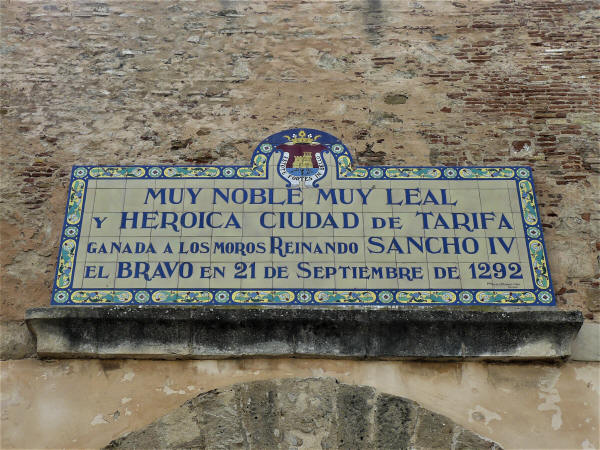 MUY NOBLE MUY LEAL
Y HEROICA CIUDAD DE TARIFA
GANADA A LOS MOROS REINANDO SANCHO IV
EL BRAVO EN 21 DE SEPTIEMBRE DE 1292